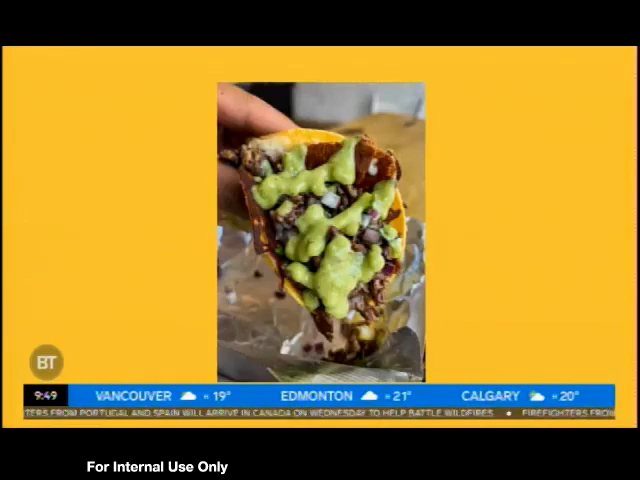 BT
9:49 VANCOUVER H 19° EDMONTON H 21° CALGARY H 20°
FROM PORTUGAL AND SPAIN WILL ARRIVE IN CANADA ON WEDNESDAY TO HELP BATTLE WILDFIRES • FIREFIGHTERS
For Internal Use Only